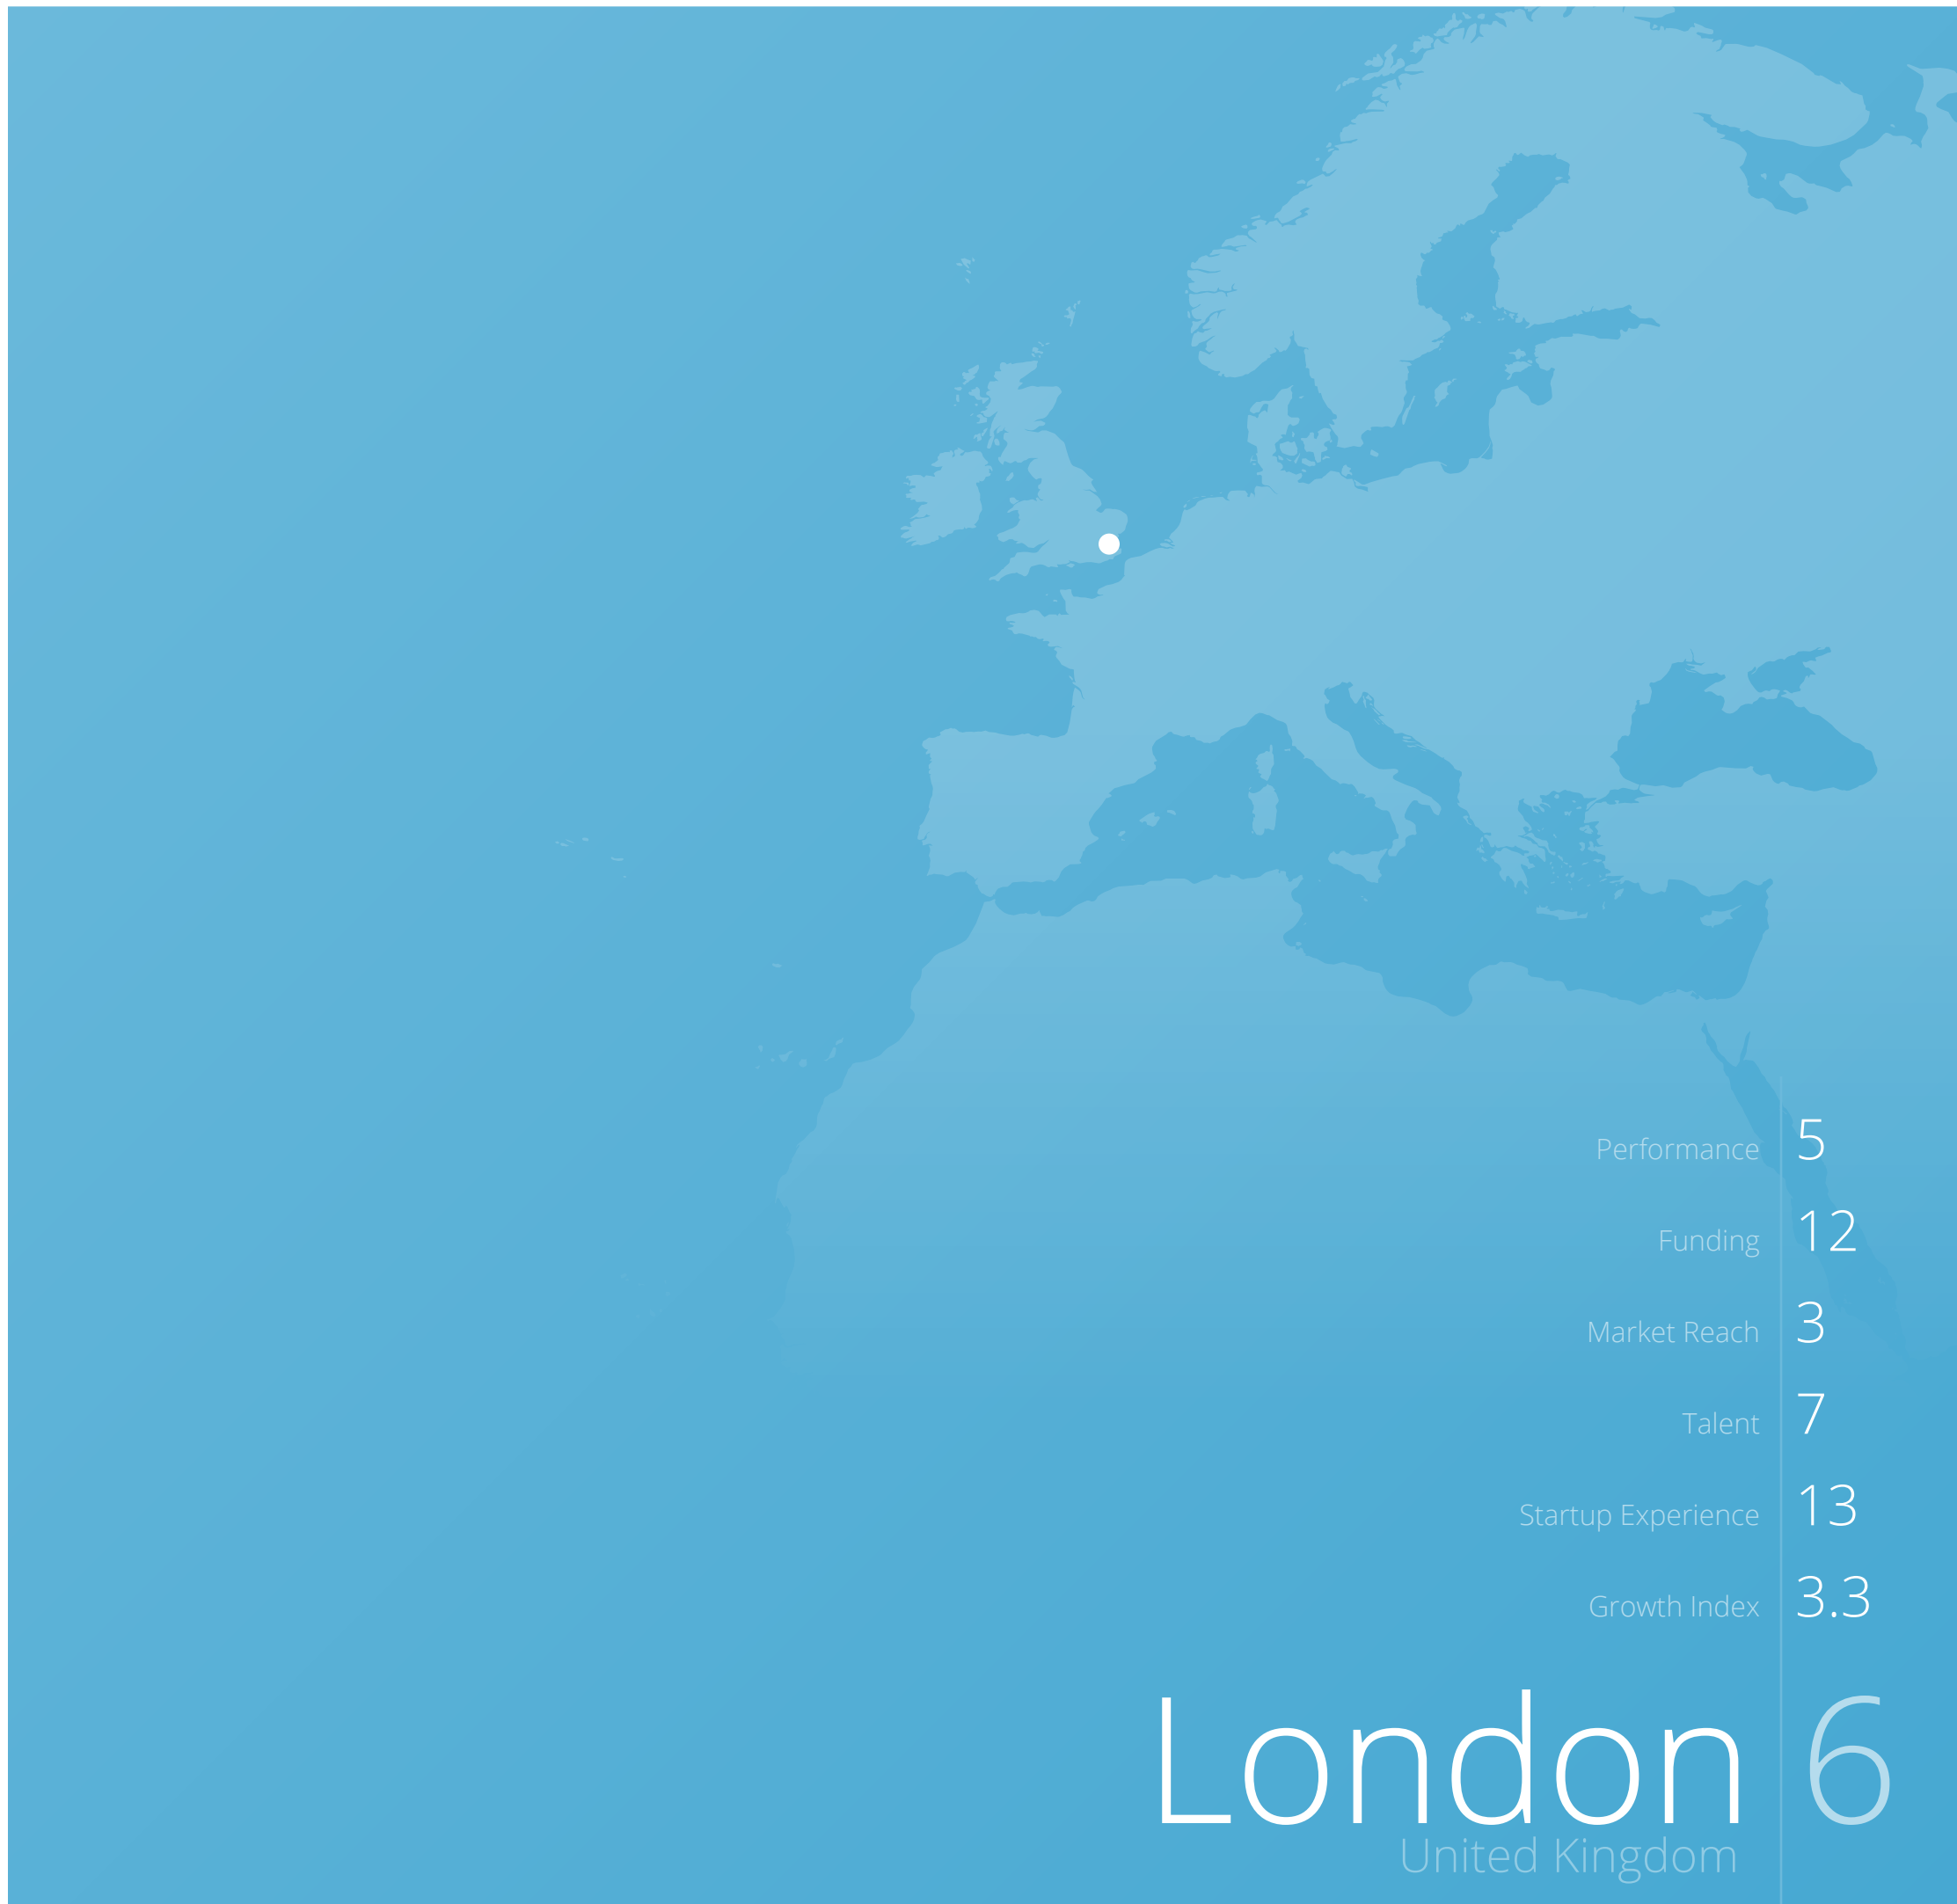 Performance 5
Funding 12
Market Reach 3
Talent 7
Startup Experience 13
Growth Index 3.3
London 6
United Kingdom